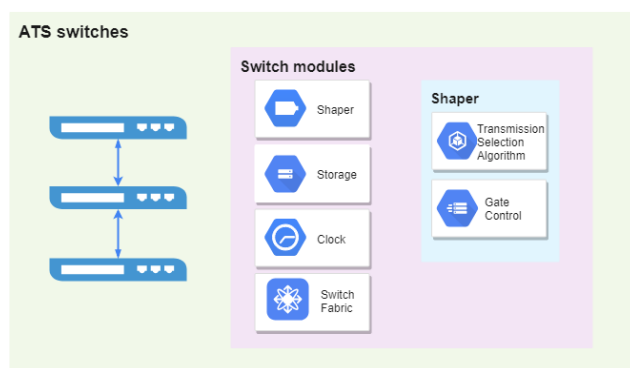 ATS switches
Switch modules
Shaper
Storage
Clock
Switch
Fabric
Shaper
Transmission
Selection
Algorithm
Gate
Control